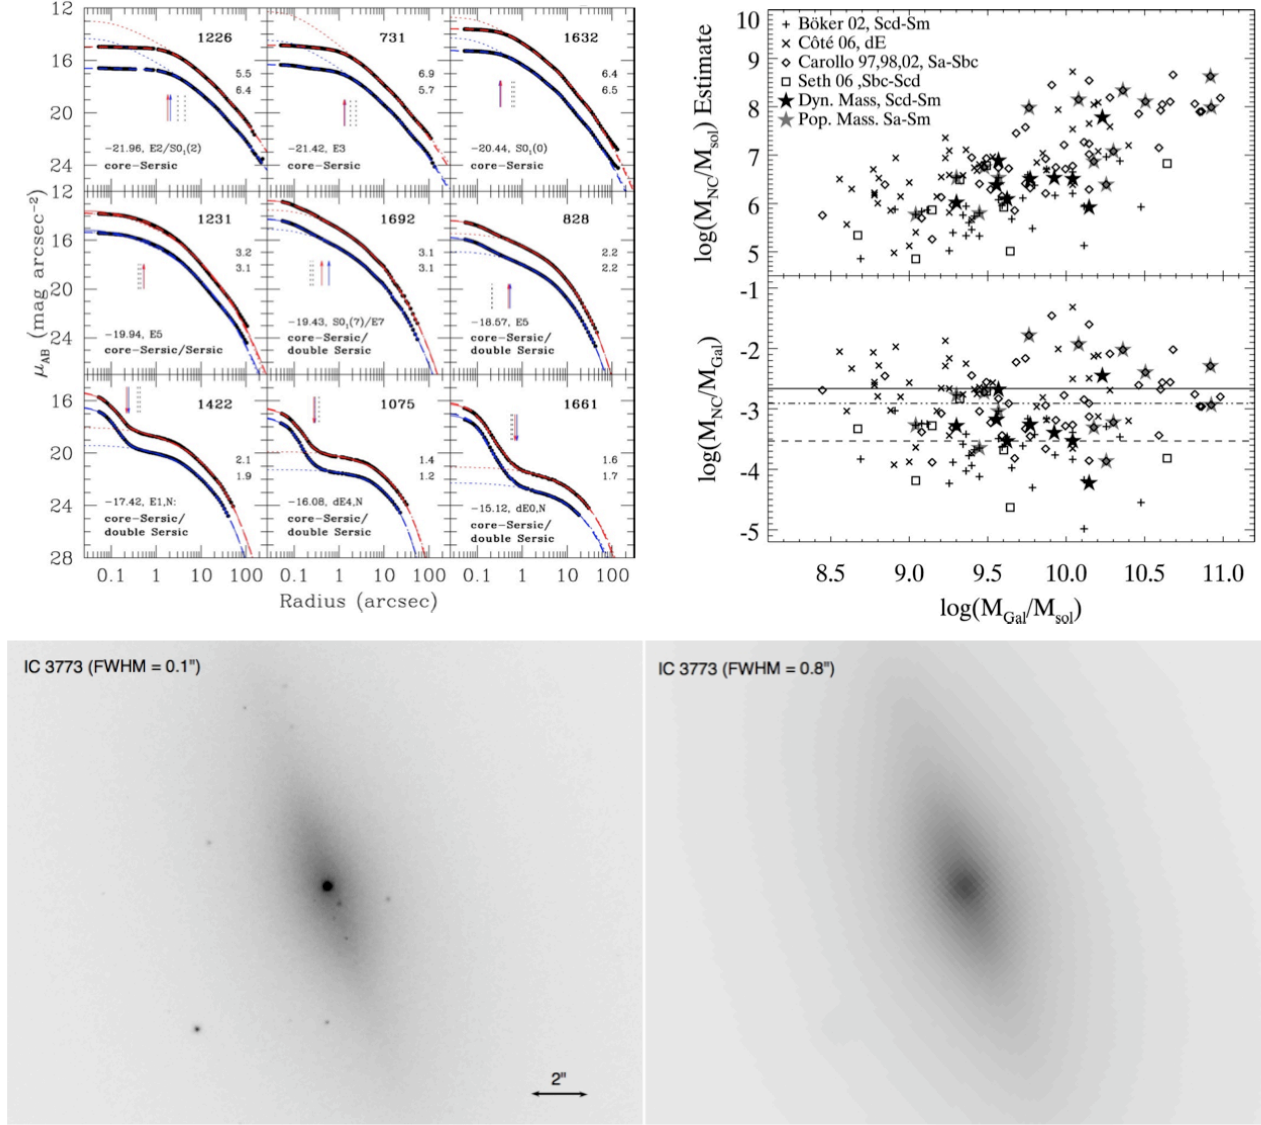 12
16
20
24
12
16
20
24
16
20
24
28
μAB (mag arcsec−2)
1226
5.5
6.4
−21.96, E2/S0₁(2)
core−Sersic
731
6.9
5.7
−21.42, E3
core−Sersic
1632
6.4
6.5
−20.44, S0₁(0)
core−Sersic
1231
3.2
3.1
−19.94, E5
core−Sersic/Sersic
1692
3.1
3.1
−19.43, S0₁(7)/E7
core−Sersic/
double Sersic
828
2.2
2.2
−18.57, E5
core−Sersic/
double Sersic
1422
2.1
1.9
−17.42, E1,N:
core−Sersic/
double Sersic
1075
1.4
1.2
−16.08, dE4,N
core−Sersic/
double Sersic
1661
1.6
1.7
−15.12, dE0,N
core−Sersic/
double Sersic
0.1 1 10 100 0.1 1 10 100 0.1 1 10 100
Radius (arcsec)
10
9
8
7
6
5
log(MNC/Msol) Estimate
+ Böker 02, Scd-Sm
× Côté 06, dE
◇ Carollo 97,98,02, Sa-Sbc
□ Seth 06 ,Sbc-Scd
★ Dyn. Mass, Scd-Sm
★ Pop. Mass. Sa-Sm
-1
-2
-3
-4
-5
log(MNC/MGal)
8.5 9.0 9.5 10.0 10.5 11.0
log(MGal/Msol)
IC 3773 (FWHM = 0.1")
2"
IC 3773 (FWHM = 0.8")